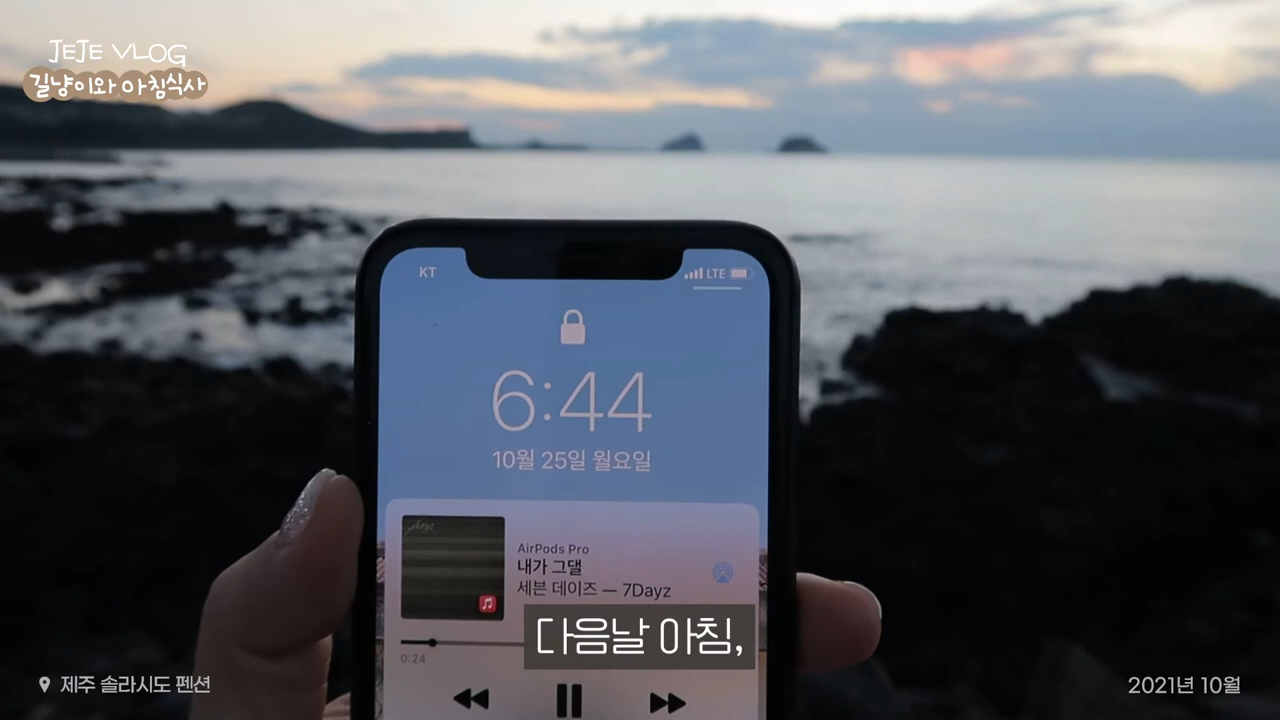 JEJE VLOG
길냥이와 아침식사
KT
LTE
6:44
10월 25일 월요일
AirPods Pro
내가 그댈
세븐 데이즈 — 7Dayz
다음날 아침,
0:24
제주 솔라시도 펜션
2021년 10월